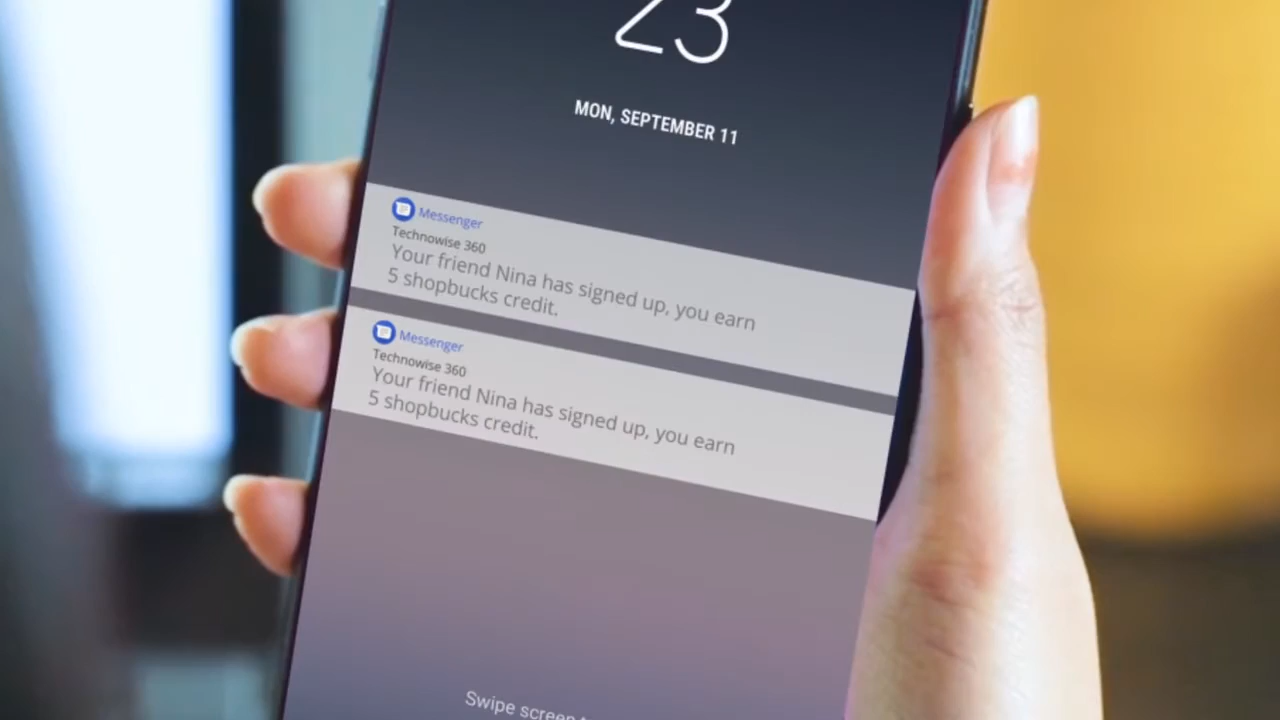 23
MON, SEPTEMBER 11
Messenger
Technowise 360
Your friend Nina has signed up, you earn
5 shopbucks credit.
Messenger
Technowise 360
Your friend Nina has signed up, you earn
5 shopbucks credit.
Swipe screen